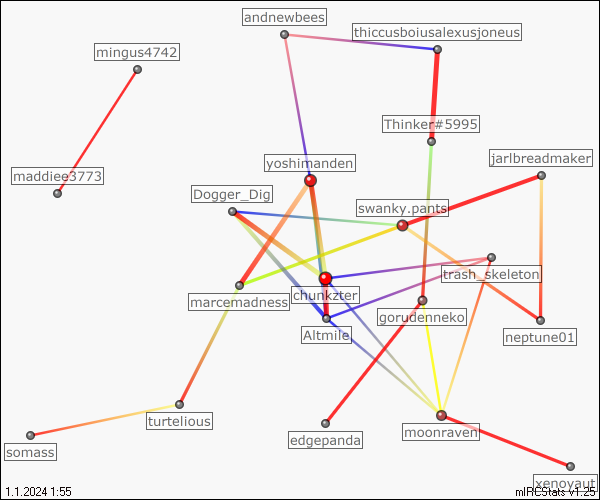 andnewbees
thiccusboiusalexusjoneus
mingus4742
Thinker#5995
jarlbreadmaker
yoshimanden
maddiee3773
Dogger_Dig
swanky.pants
trash_skeleton
chunkzter
marcemadness
gorudenneko
Altmile
neptune01
turtelious
moonraven
edgepanda
somass
xenoyaut
1.1.2024 1:55
mIRCStats v1.25